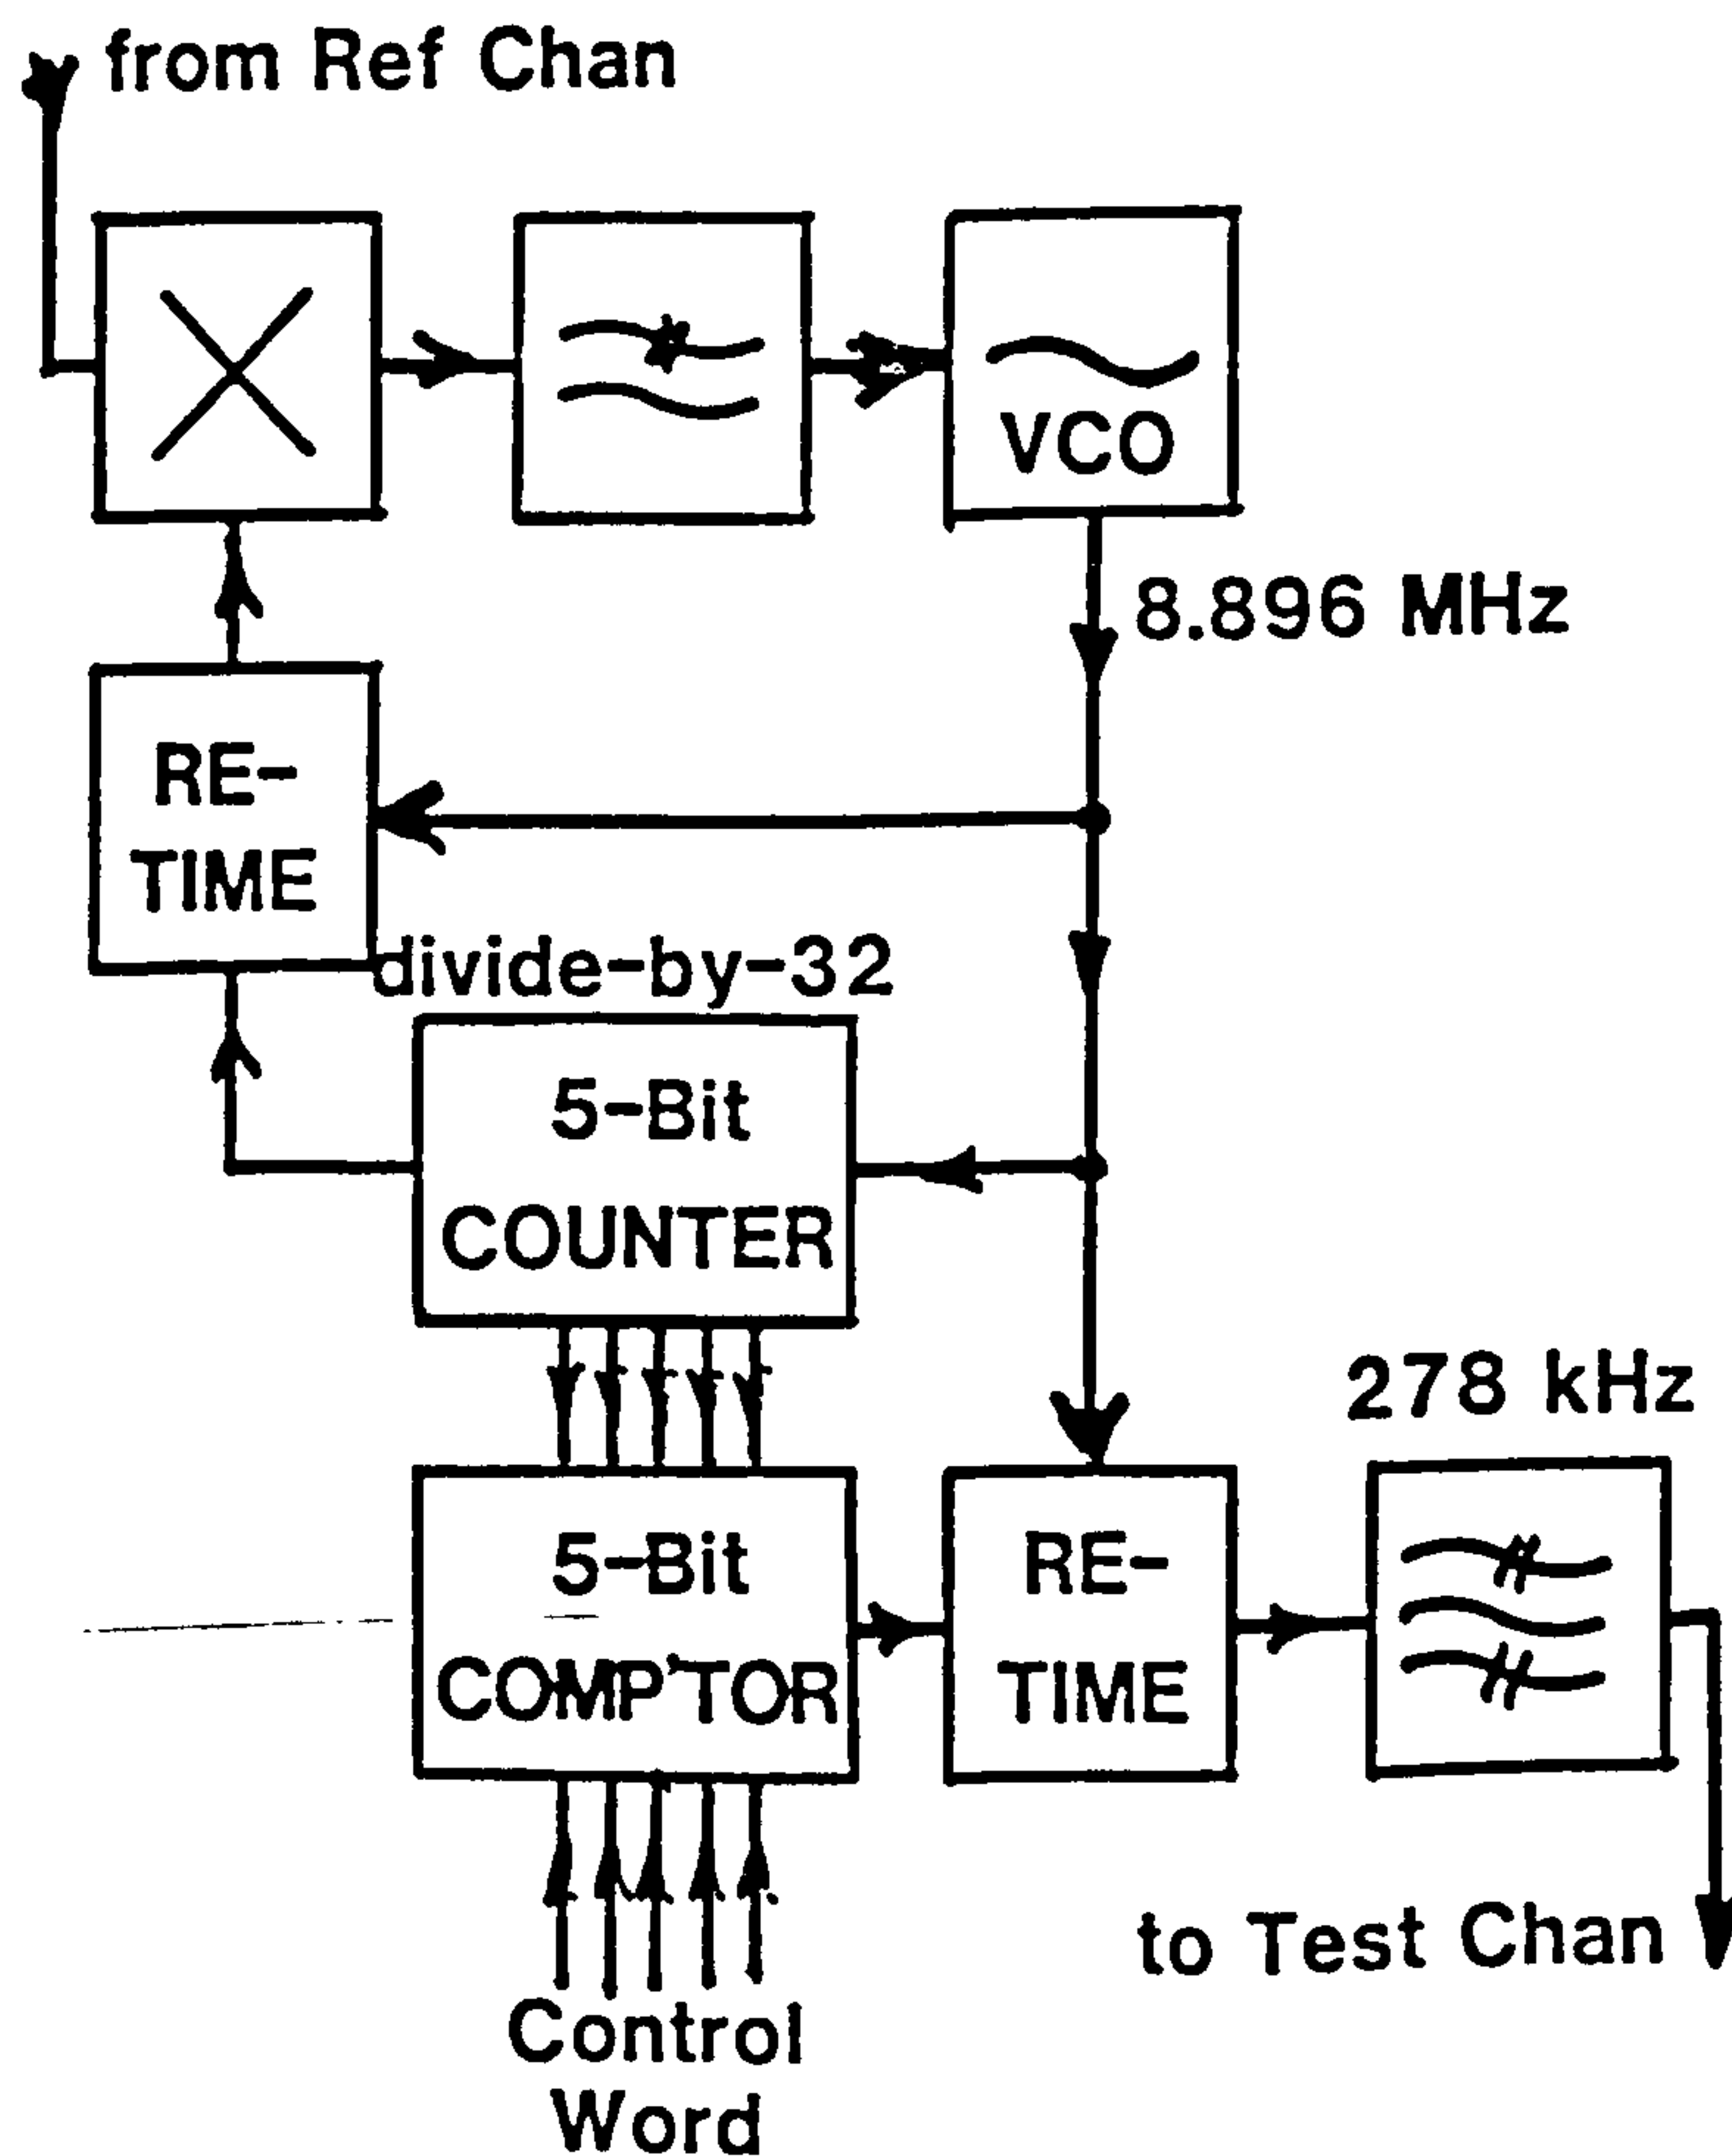 from Ref Chan
VCO
8.896 MHz
RE-
TIME
divide-by-32
5-Bit
COUNTER
278 kHz
5-Bit
COMP'TOR
RE-
TIME
to Test Chan
Control
Word